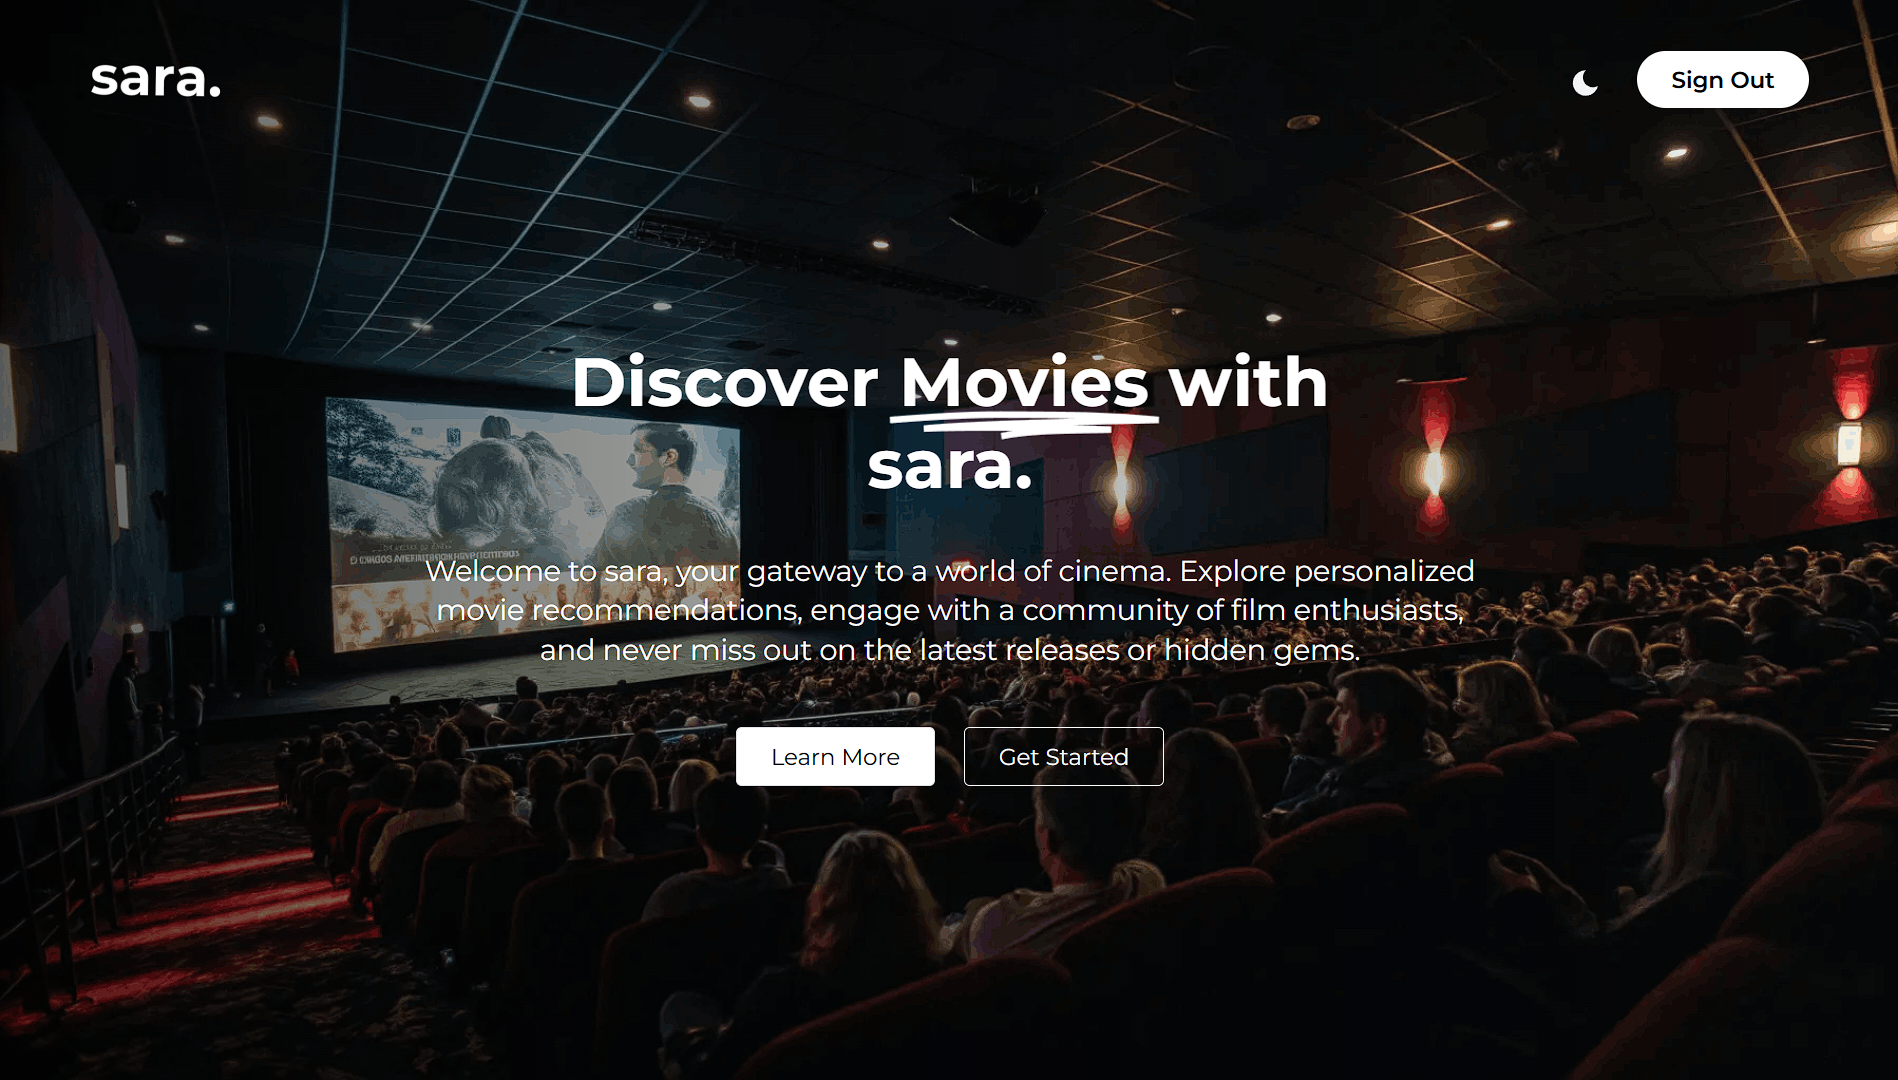 sara.
Sign Out
Discover Movies with
sara.
Welcome to sara, your gateway to a world of cinema. Explore personalized
movie recommendations, engage with a community of film enthusiasts,
and never miss out on the latest releases or hidden gems.
Learn More
Get Started